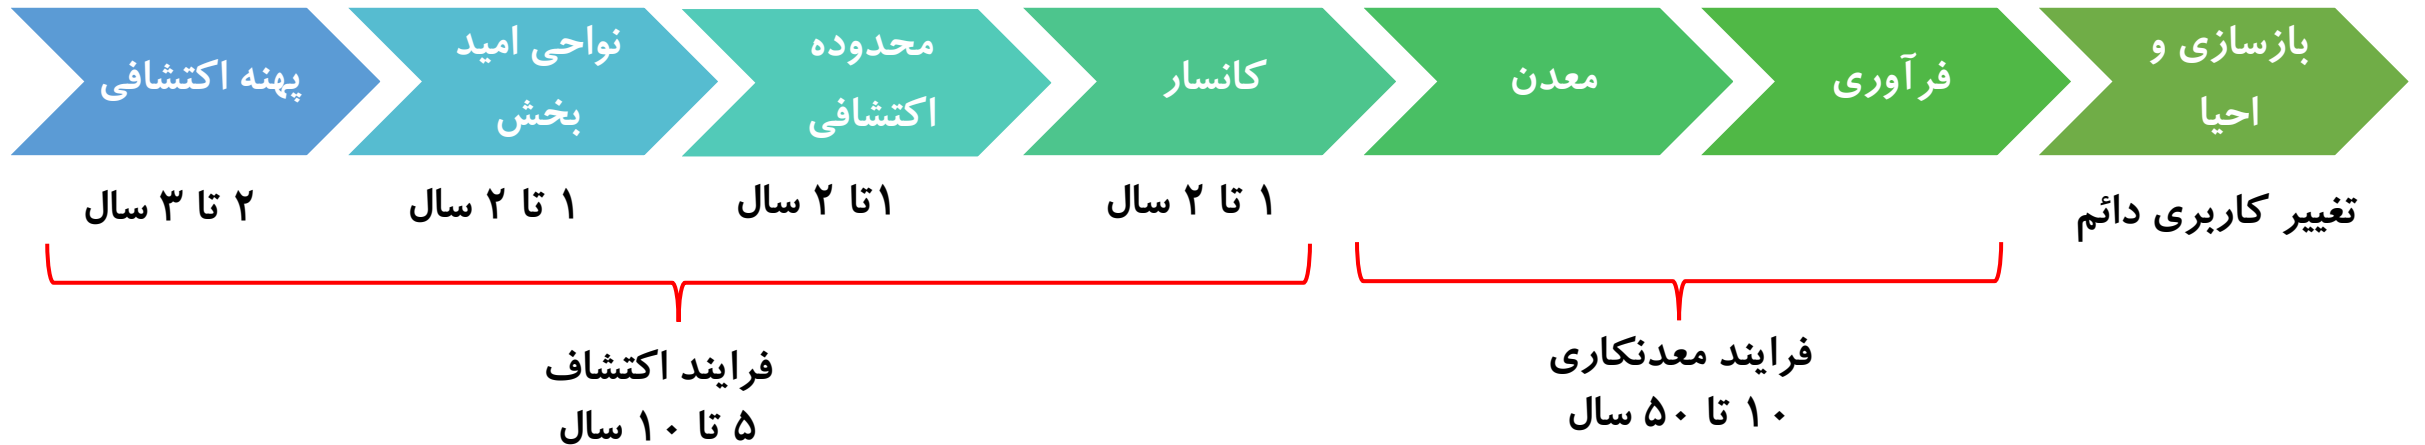 پهنه اکتشافی
نواحی امید
بخش
محدوده
اکتشافی
کانسار
معدن
فرآوری
بازسازی و
احیا
۲ تا ۳ سال
۱ تا ۲ سال
۱تا ۲ سال
۱ تا ۲ سال
تغییر کاربری دائم
فرایند اکتشاف
۵ تا ۱۰ سال
فرایند معدنکاری
۱۰ تا ۵۰ سال